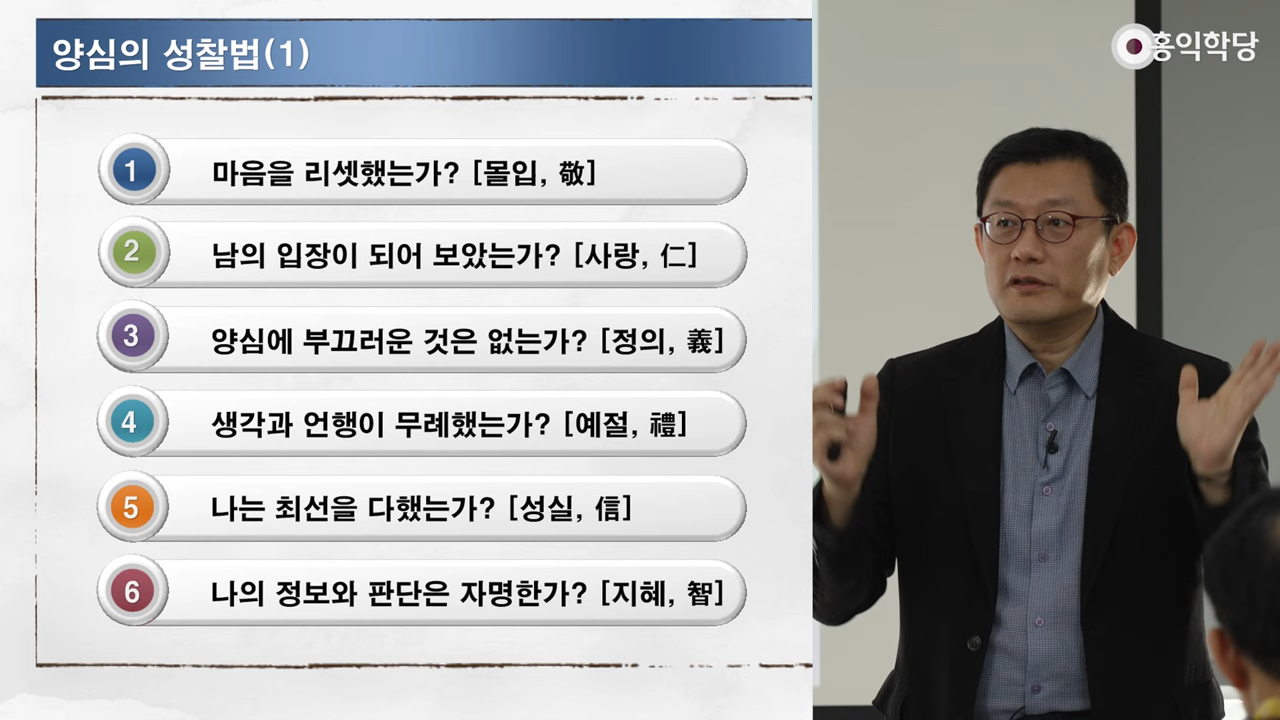 양심의 성찰법(1)
홍익학당
1 마음을 리셋했는가? [몰입, 敬]
2 남의 입장이 되어 보았는가? [사랑, 仁]
3 양심에 부끄러운 것은 없는가? [정의, 義]
4 생각과 언행이 무례했는가? [예절, 禮]
5 나는 최선을 다했는가? [성실, 信]
6 나의 정보와 판단은 자명한가? [지혜, 智]